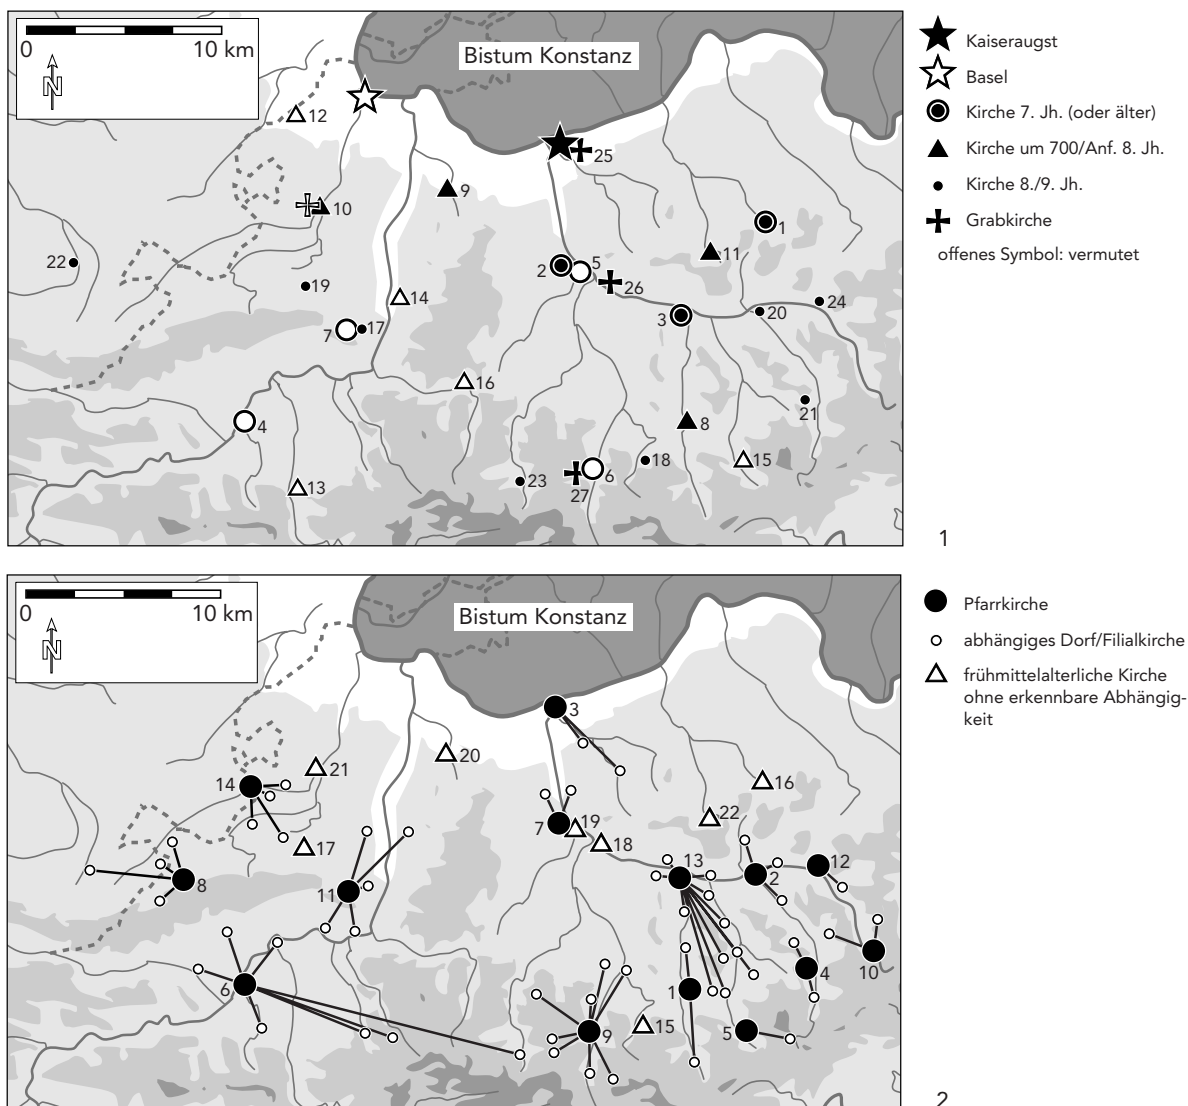 0 10 km
N
Bistum Konstanz
12
25
9
10
1
11
22
2
5
26
19
14
24
3
20
7
17
16
21
4
8
15
18
6
23
27
13
Kaiseraugst
Basel
Kirche 7. Jh. (oder älter)
Kirche um 700/Anf. 8. Jh.
Kirche 8./9. Jh.
Grabkirche
offenes Symbol: vermutet
1
0 10 km
N
Bistum Konstanz
3
20
21
14
16
22
7
19
18
17
13
12
2
8
11
10
4
6
1
9
15
5
Pfarrkirche
abhängiges Dorf/Filialkirche
frühmittelalterliche Kirche
ohne erkennbare Abhängig-
keit
2